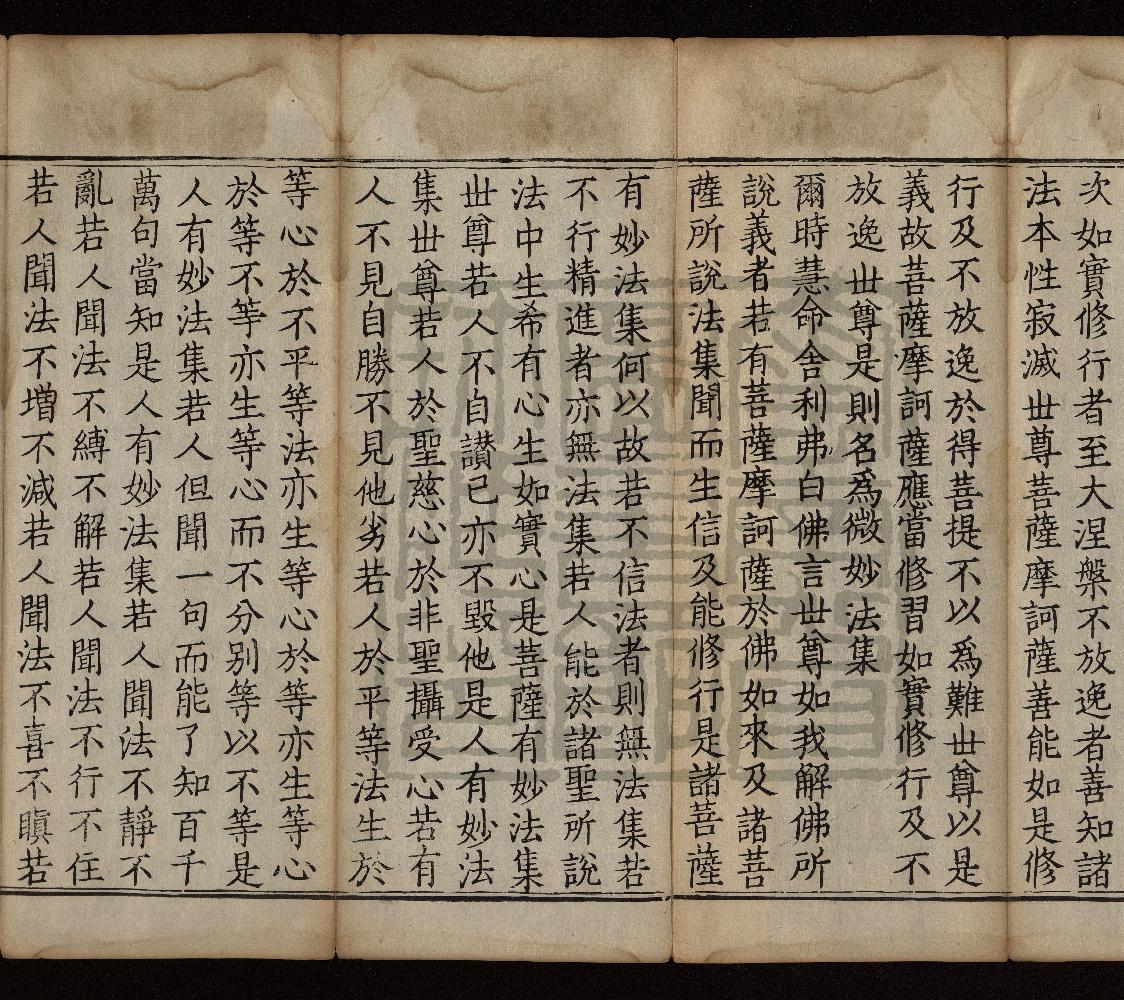 次如實修行者至大涅槃不放逸者善知諸
法本性寂滅世尊菩薩摩訶薩善能如是修
行及不放逸於得菩提不以為難世尊以是
義故菩薩摩訶薩應當修習如實修行及不
放逸世尊是則名為微妙法集
爾時慧命舍利弗白佛言世尊如我解佛所
說義者若有菩薩摩訶薩於佛如來及諸菩
薩所說法集聞而生信及能修行是諸菩薩
有妙法集何以故若不信法者則無法集若
不行精進者亦無法集若人能於諸聖所說
法中生希有心生如實心是菩薩有妙法集
世尊若人不自讃己亦不毀他是人有妙法
集世尊若人於聖慈心於非聖攝受心若有
人不見自勝不見他劣若人於平等法生於
等心於不平等法亦生等心於等亦生等心
於等不等亦生等心而不分別等以不等是
人有妙法集若人但聞一句而能了知百千
萬句當知是人有妙法集若人聞法不靜不
亂若人聞法不縛不解若人聞法不行不住
若人聞法不增不減若人聞法不喜不瞋若